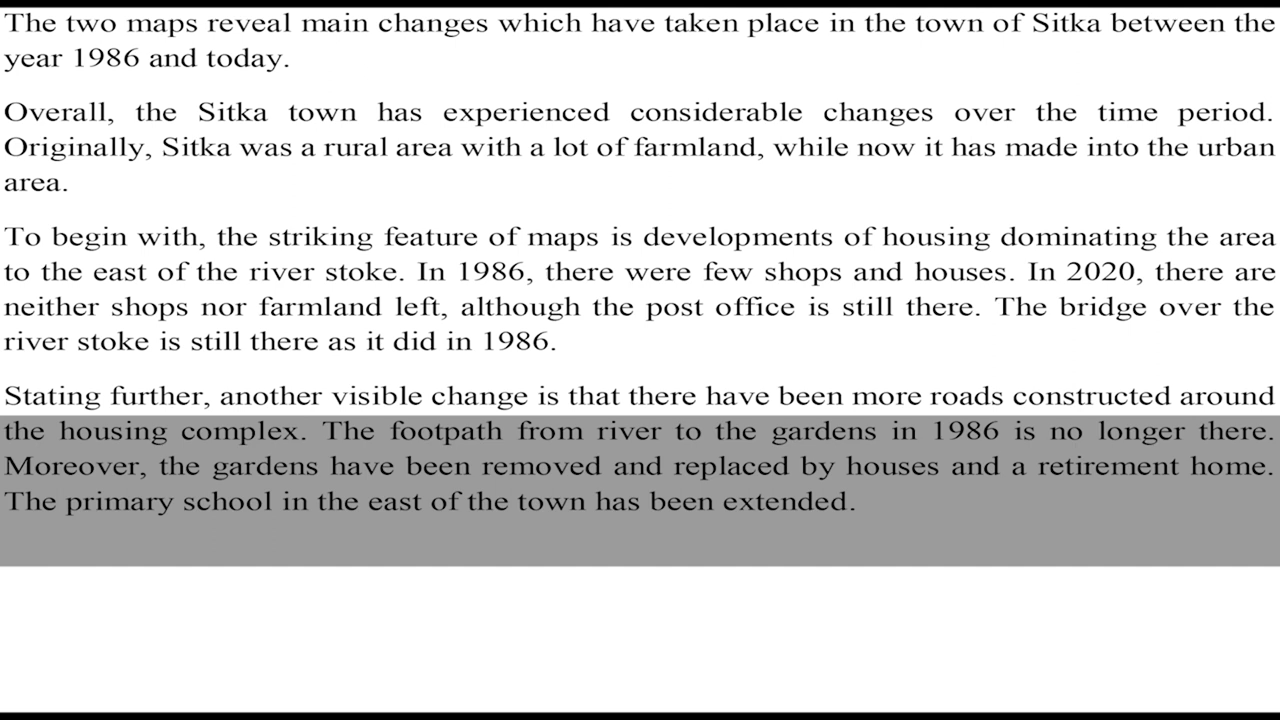 The two maps reveal main changes which have taken place in the town of Sitka between the
year 1986 and today.
Overall, the Sitka town has experienced considerable changes over the time period.
Originally, Sitka was a rural area with a lot of farmland, while now it has made into the urban
area.
To begin with, the striking feature of maps is developments of housing dominating the area
to the east of the river stoke. In 1986, there were few shops and houses. In 2020, there are
neither shops nor farmland left, although the post office is still there. The bridge over the
river stoke is still there as it did in 1986.
Stating further, another visible change is that there have been more roads constructed around
the housing complex. The footpath from river to the gardens in 1986 is no longer there.
Moreover, the gardens have been removed and replaced by houses and a retirement home.
The primary school in the east of the town has been extended.